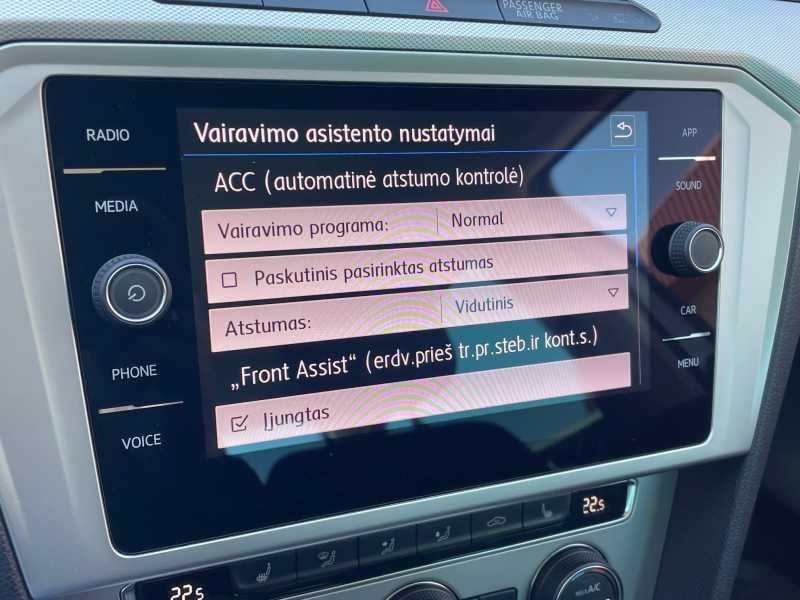 PASSENGER
AIR BAG
RADIO
MEDIA
PHONE
VOICE
Vairavimo asistento nustatymai
ACC (automatinė atstumo kontrolė)
Vairavimo programa: Normal
Paskutinis pasirinktas atstumas
Atstumas: Vidutinis
„Front Assist“ (erdv.prieš tr.pr.steb.ir kont.s.)
Įjungtas
APP
SOUND
CAR
MENU
22.5
22.5
MAX A/C